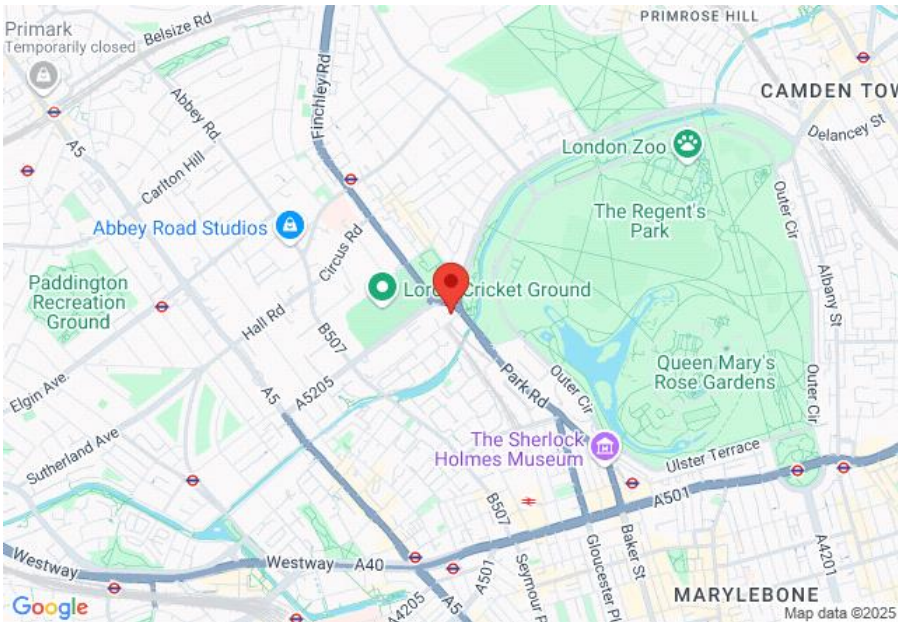 PRIMROSE HILL
Primark
Temporarily closed
Belsize Rd
Finchley Rd
CAMDEN TOW
Abbey Rd
Delancey St
A5
London Zoo
Carlton Hill
Outer Cir
The Regent's
Park
Abbey Road Studios
Circus Rd
Paddington
Recreation
Ground
Lord
Cricket Ground
Albany St
Hall Rd
B507
Queen Mary's
Rose Gardens
Elgin Ave.
A5
A5205
Park Rd
Outer Cir
Outer Cir
The Sherlock
Holmes Museum
Ulster Terrace
Sutherland Ave
A501
B507
Westway
Westway
A40
Baker St
Gloucester Pl
Seymour P
A501
A4201
A4205
A5
MARYLEBONE
Google
Map data ©2025